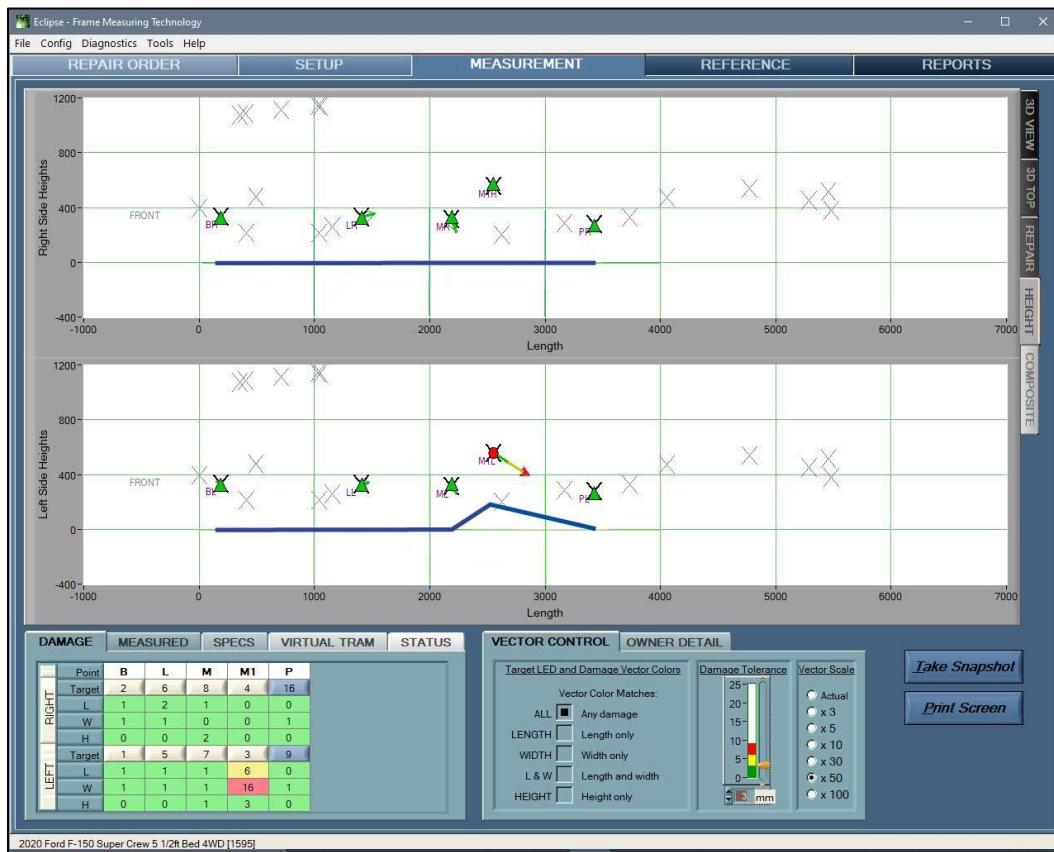 Eclipse - Frame Measuring Technology
File Config Diagnostics Tools Help
REPAIR ORDER SETUP MEASUREMENT REFERENCE REPORTS
1200
800
400
0
-400
Right Side Heights
FRONT
BR LR MR M1R PR
-1000 0 1000 2000 3000 4000 5000 6000 7000
Length
1200
800
400
0
-400
Left Side Heights
FRONT
BL LL ML M1L PL
-1000 0 1000 2000 3000 4000 5000 6000 7000
Length
3D VIEW
3D TOP
REPAIR
HEIGHT
COMPOSITE
DAMAGE MEASURED SPECS VIRTUAL TRAM STATUS
Point B L M M1 P
RIGHT
Target 2 6 8 4 16
L 1 2 1 0 0
W 1 1 0 0 1
H 0 0 2 0 0
LEFT
Target 1 5 7 3 9
L 1 1 1 6 0
W 1 1 1 16 1
H 0 0 1 3 0
VECTOR CONTROL OWNER DETAIL
Target LED and Damage Vector Colors
Vector Color Matches:
ALL Any damage
LENGTH Length only
WIDTH Width only
L & W Length and width
HEIGHT Height only
Damage Tolerance
25
20
15
10
5
0
3 mm
Vector Scale
Actual
x 3
x 5
x 10
x 30
x 50
x 100
Take Snapshot
Print Screen
2020 Ford F-150 Super Crew 5 1/2ft Bed 4WD [1595]